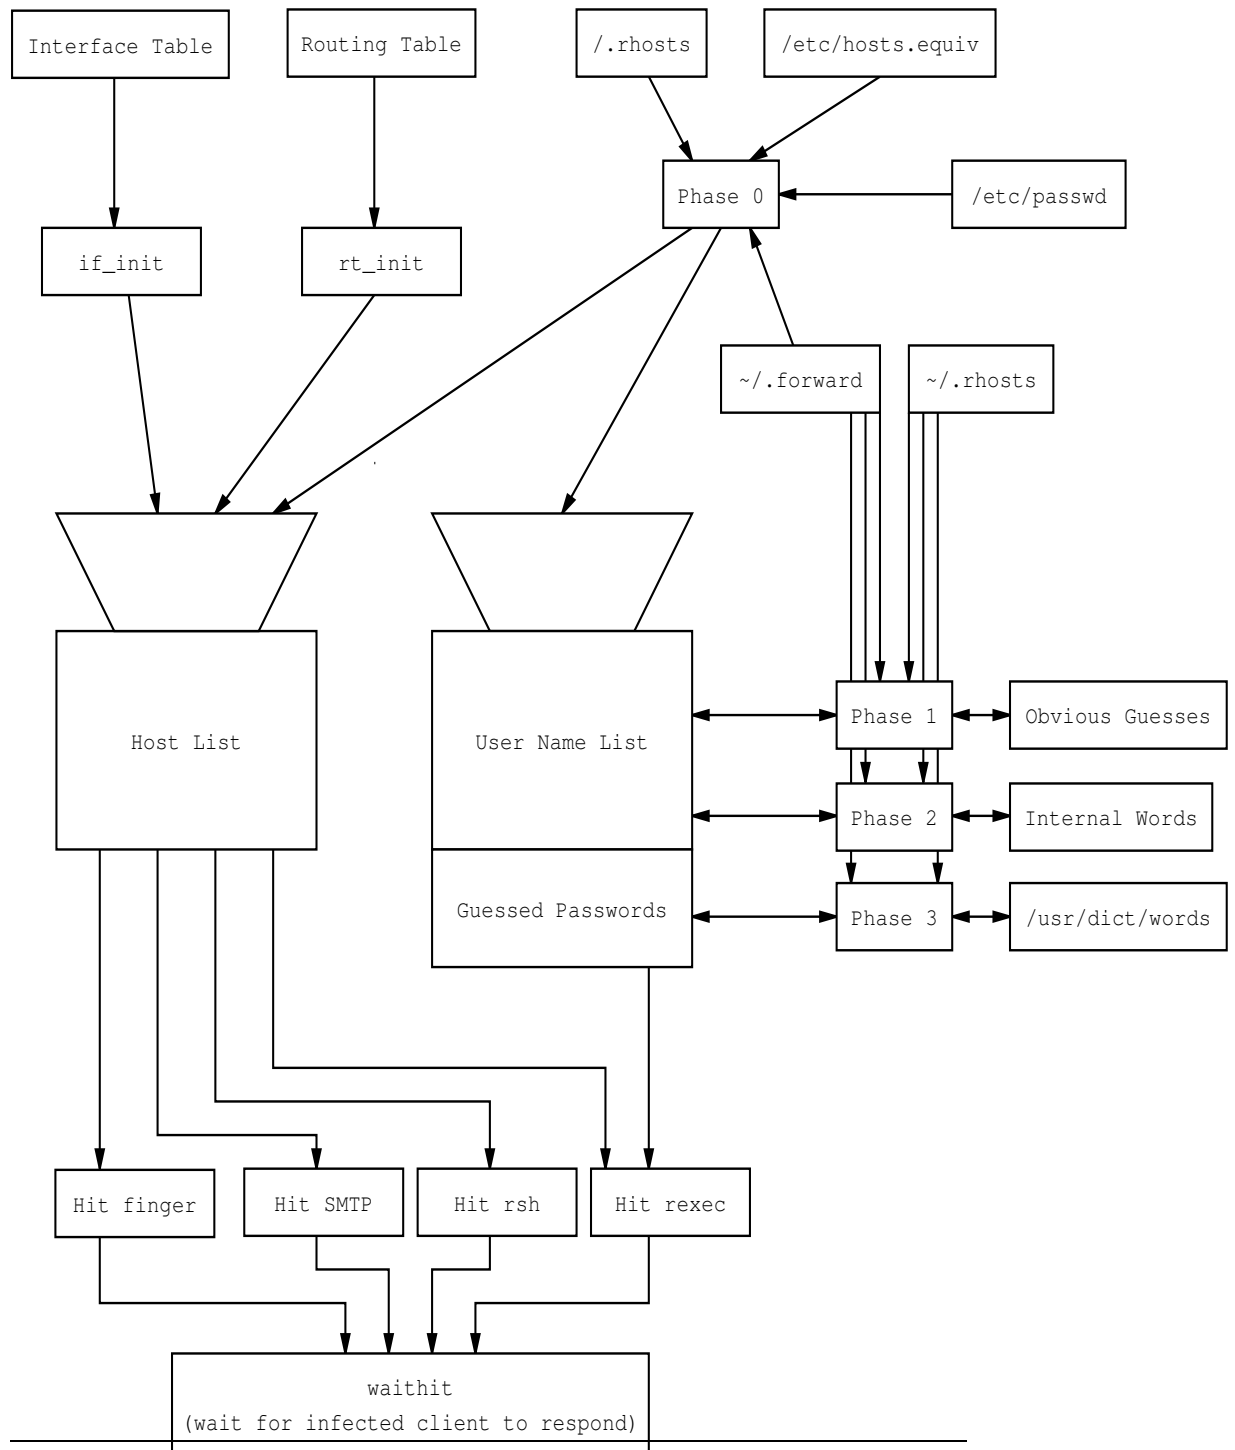 Interface Table
Routing Table
/.rhosts
/etc/hosts.equiv
Phase 0
/etc/passwd
if_init
rt_init
~/.forward
~/.rhosts
Host List
User Name List
Phase 1
Obvious Guesses
Phase 2
Internal Words
Guessed Passwords
Phase 3
/usr/dict/words
Hit finger
Hit SMTP
Hit rsh
Hit rexec
waithit
(wait for infected client to respond)